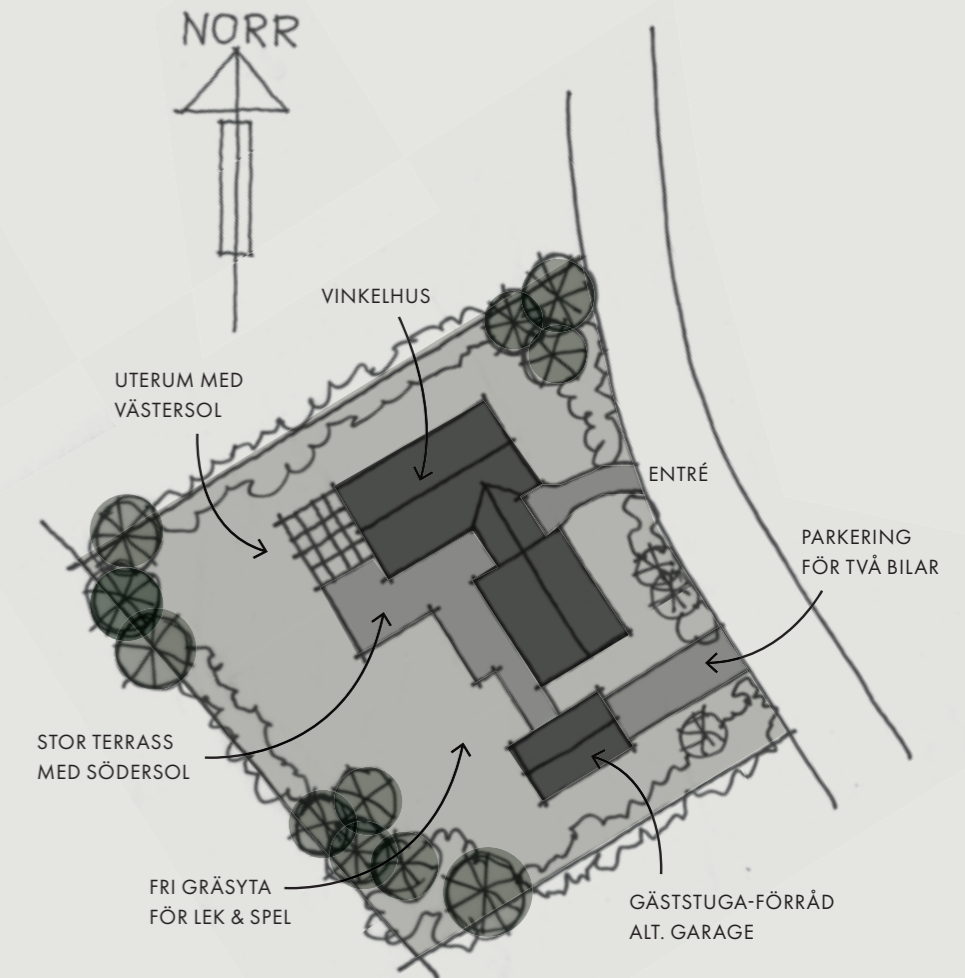 NORR
VINKELHUS
UTERUM MED
VÄSTERSOL
ENTRÉ
PARKERING
FÖR TVÅ BILAR
STOR TERRASS
MED SÖDERSOL
FRI GRÄSYTA
FÖR LEK & SPEL
GÄSTSTUGA-FÖRRÅD
ALT. GARAGE